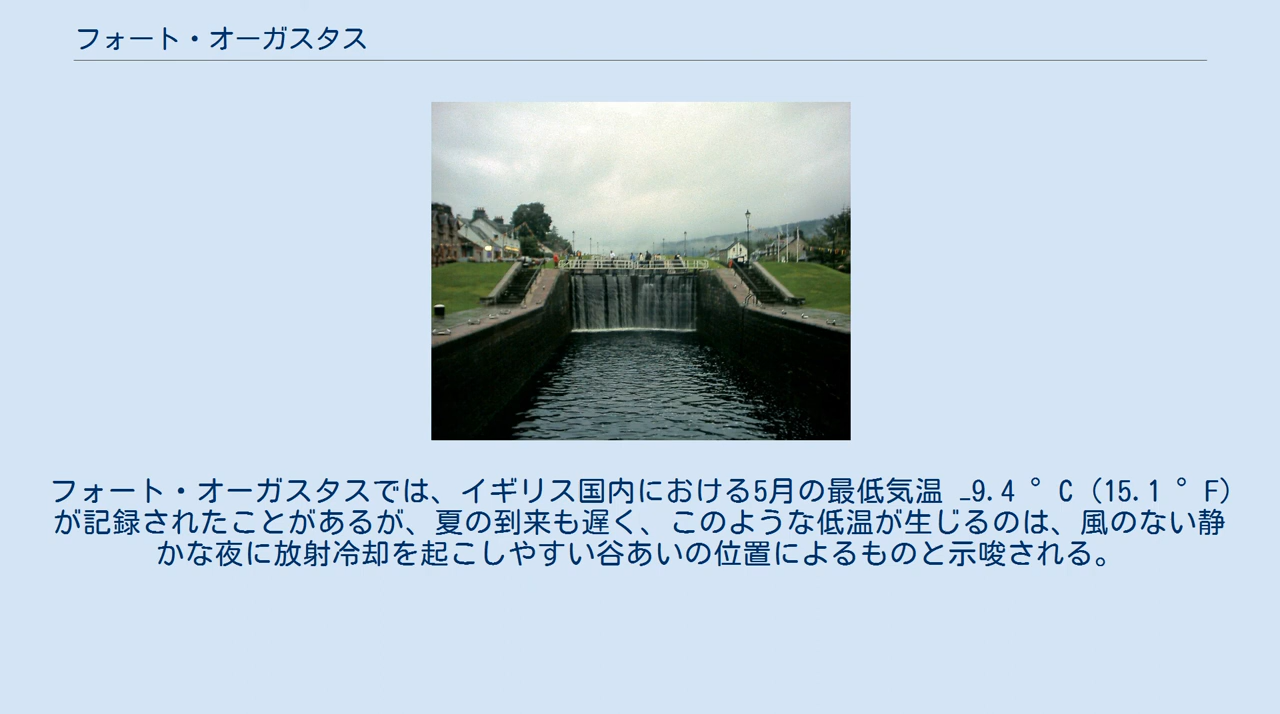 フォート・オーガスタス
フォート・オーガスタスでは、イギリス国内における5月の最低気温 −9.4 ° C (15.1 ° F)
が記録されたことがあるが、夏の到来も遅く、このような低温が生じるのは、風のない静
かな夜に放射冷却を起こしやすい谷あいの位置によるものと示唆される。